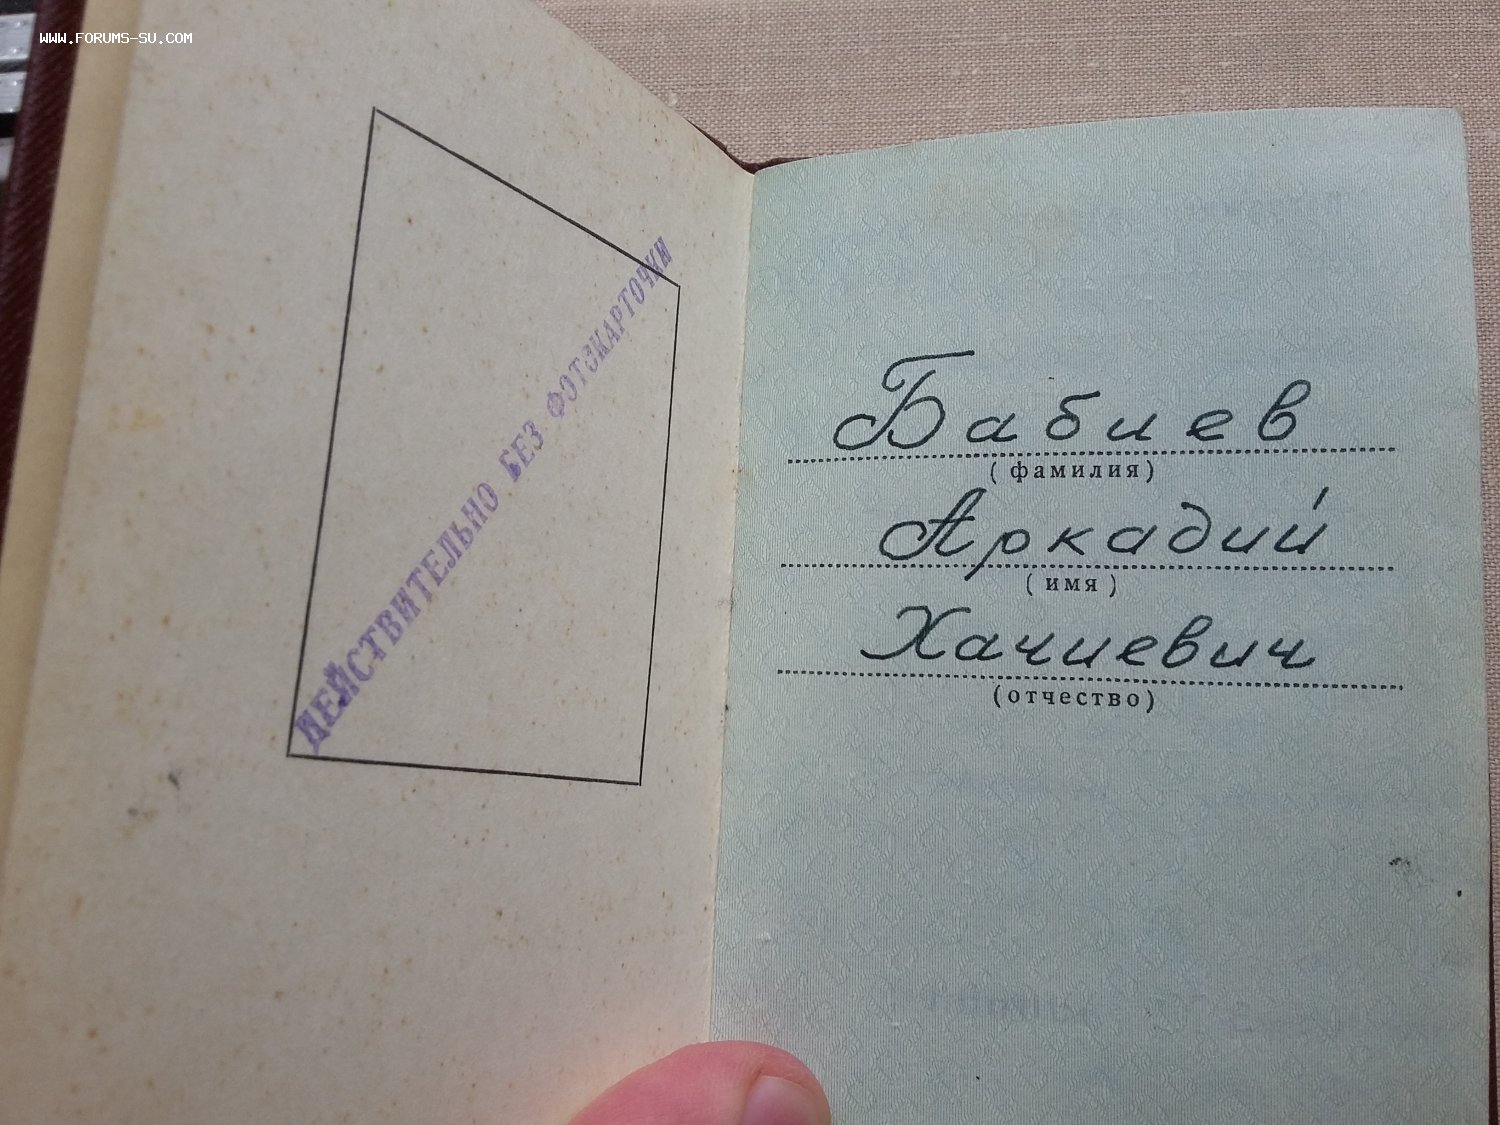 WWW.FORUMS-SU.COM
ДЕЙСТВИТЕЛЬНО БЕЗ ФОТОКАРТОЧКИ
Бабиев
(фамилия)
Аркадий
(имя)
Хачиевич
(отчество)